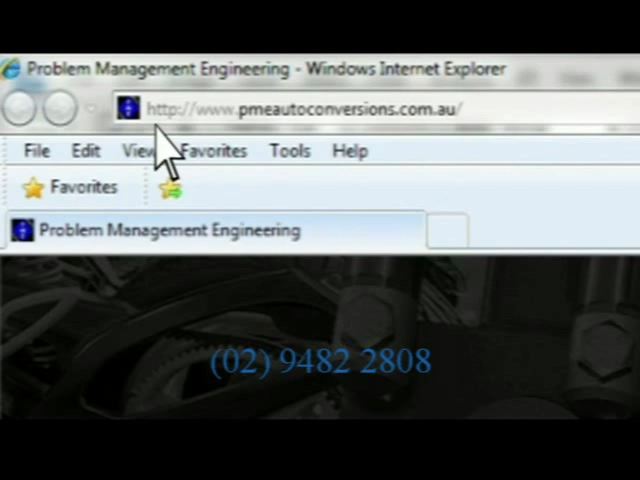 Problem Management Engineering - Windows Internet Explorer
http://www.pmeautoconversions.com.au/
File Edit View Favorites Tools Help
Favorites
Problem Management Engineering
(02) 9482 2808